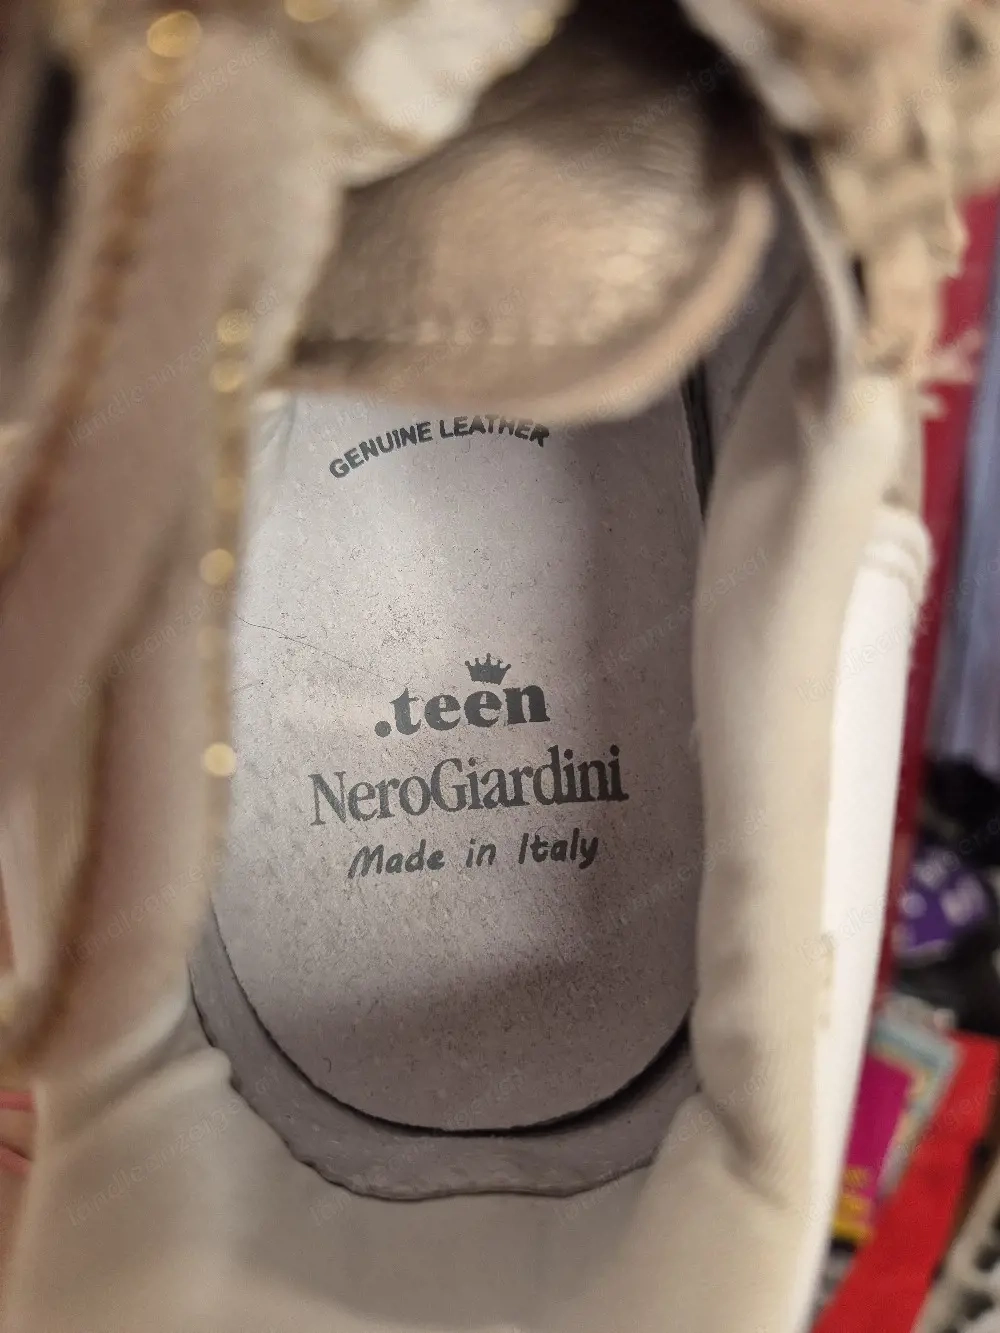 GENUINE LEATHER
.teen
NeroGiardini
Made in Italy